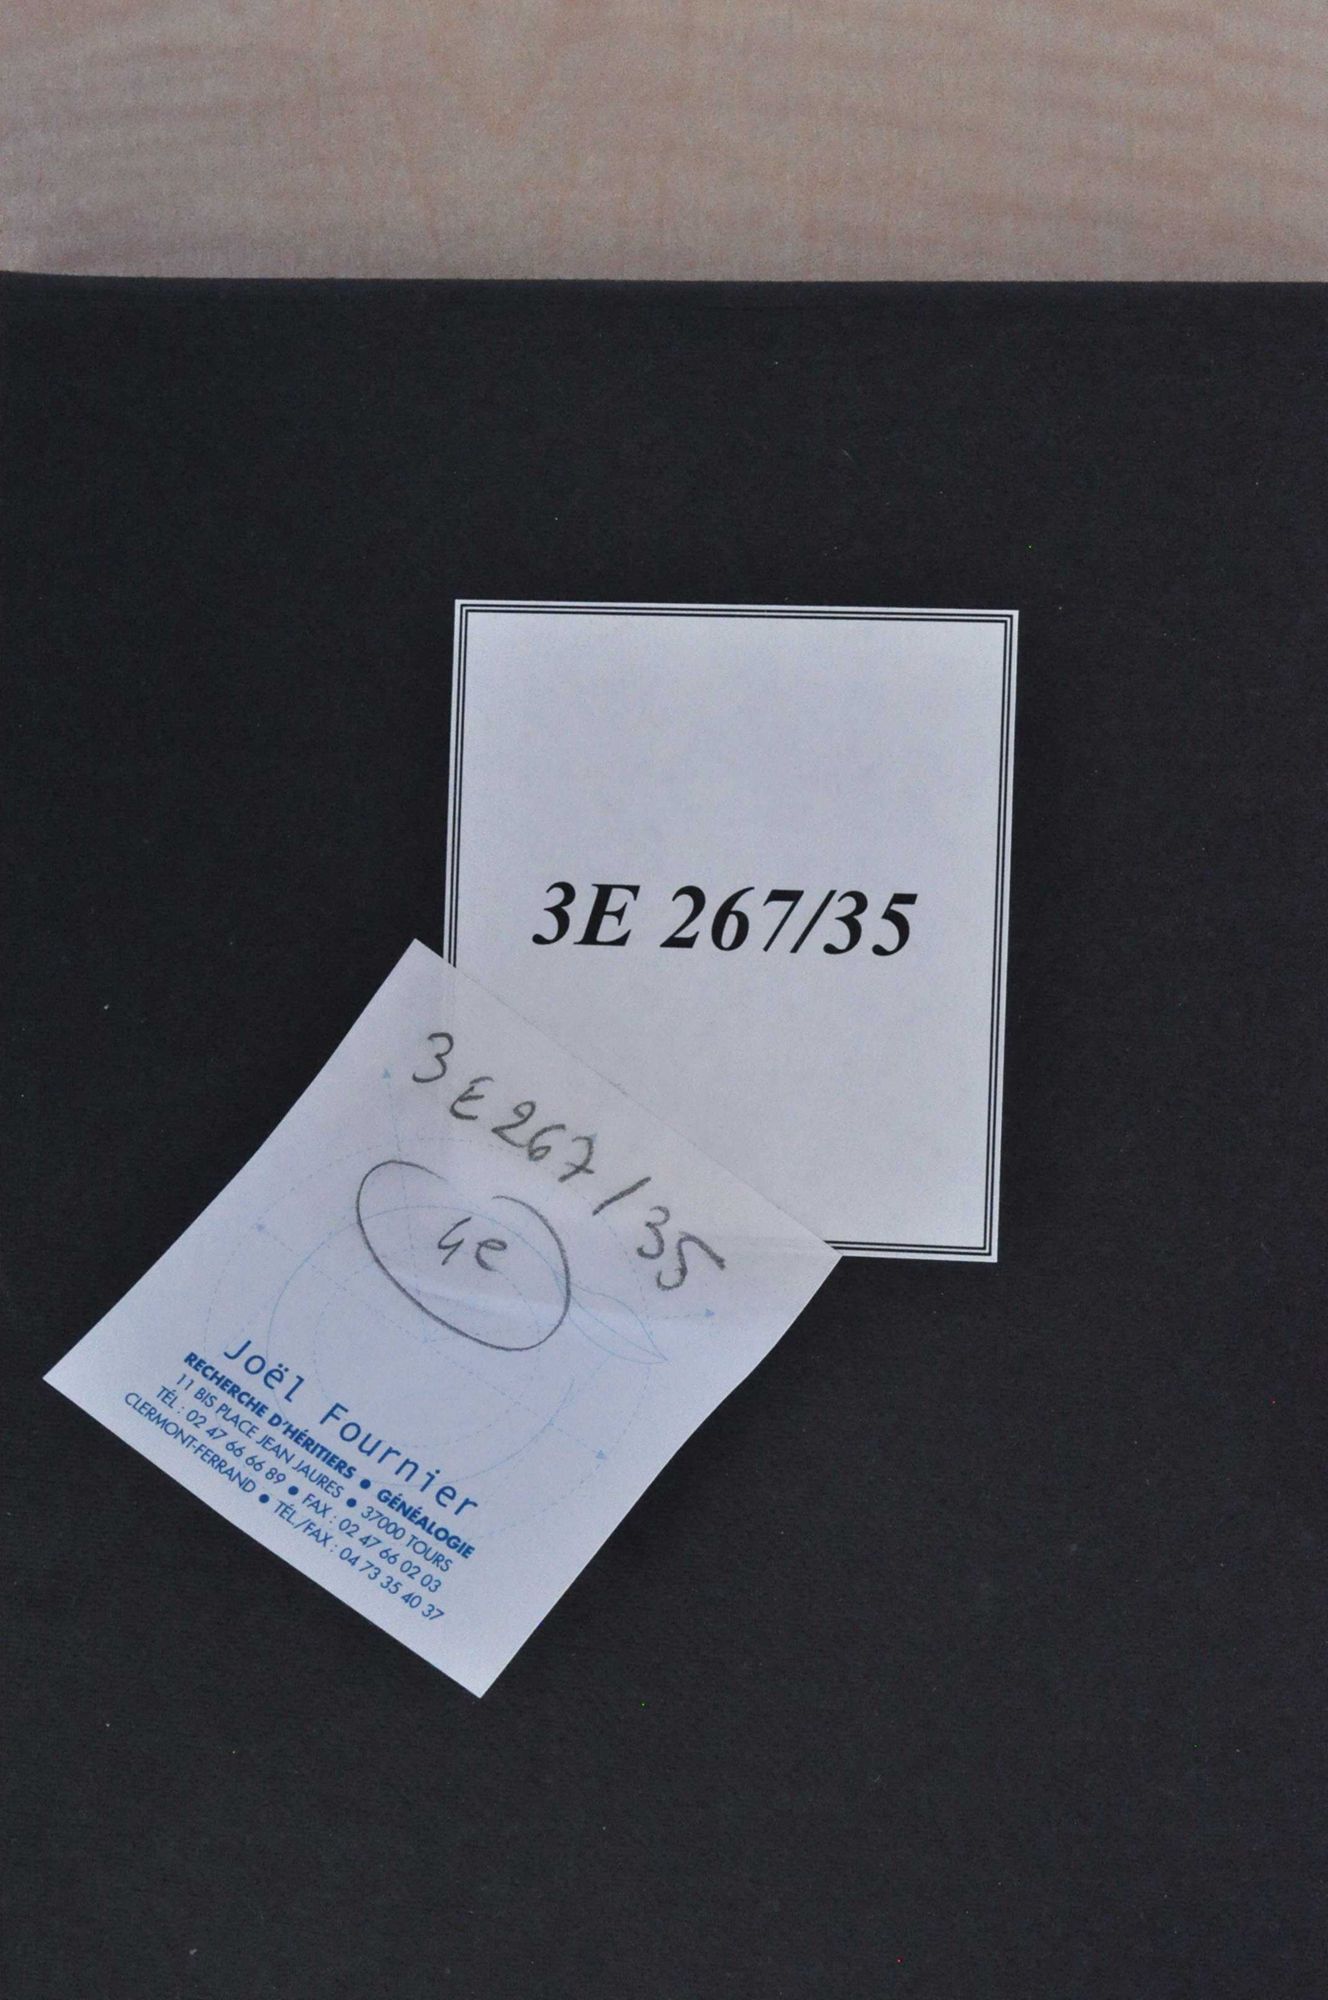 3E 267/35
3E267/35
4e
Joël Fournier
RECHERCHE D'HÉRITIERS ● GÉNÉALOGIE
11 BIS PLACE JEAN JAURES ● 37000 TOURS
TÉL : 02 47 66 66 89 ● FAX : 02 47 66 02 03
CLERMONT-FERRAND ● TÉL./FAX : 04 73 35 40 37